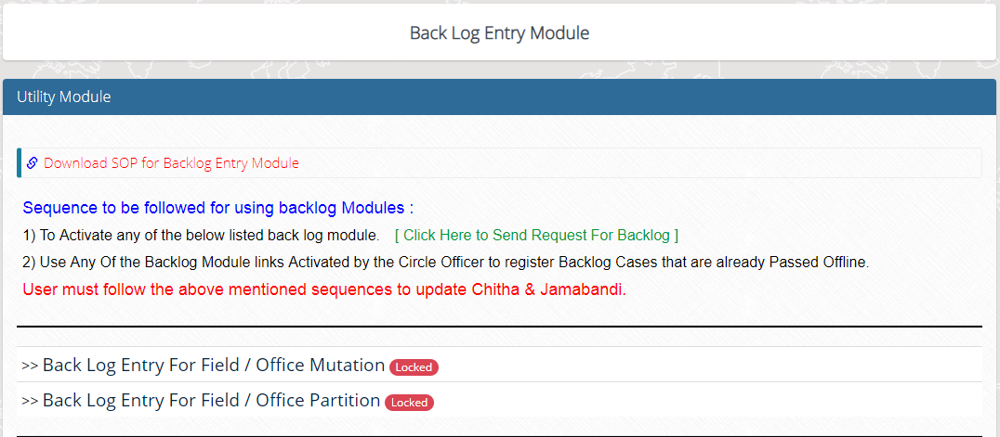 Back Log Entry Module
Utility Module
Download SOP for Backlog Entry Module
Sequence to be followed for using backlog Modules :
1) To Activate any of the below listed back log module. [ Click Here to Send Request For Backlog ]
2) Use Any Of the Backlog Module links Activated by the Circle Officer to register Backlog Cases that are already Passed Offline.
User must follow the above mentioned sequences to update Chitha & Jamabandi.
>> Back Log Entry For Field / Office Mutation Locked
>> Back Log Entry For Field / Office Partition Locked